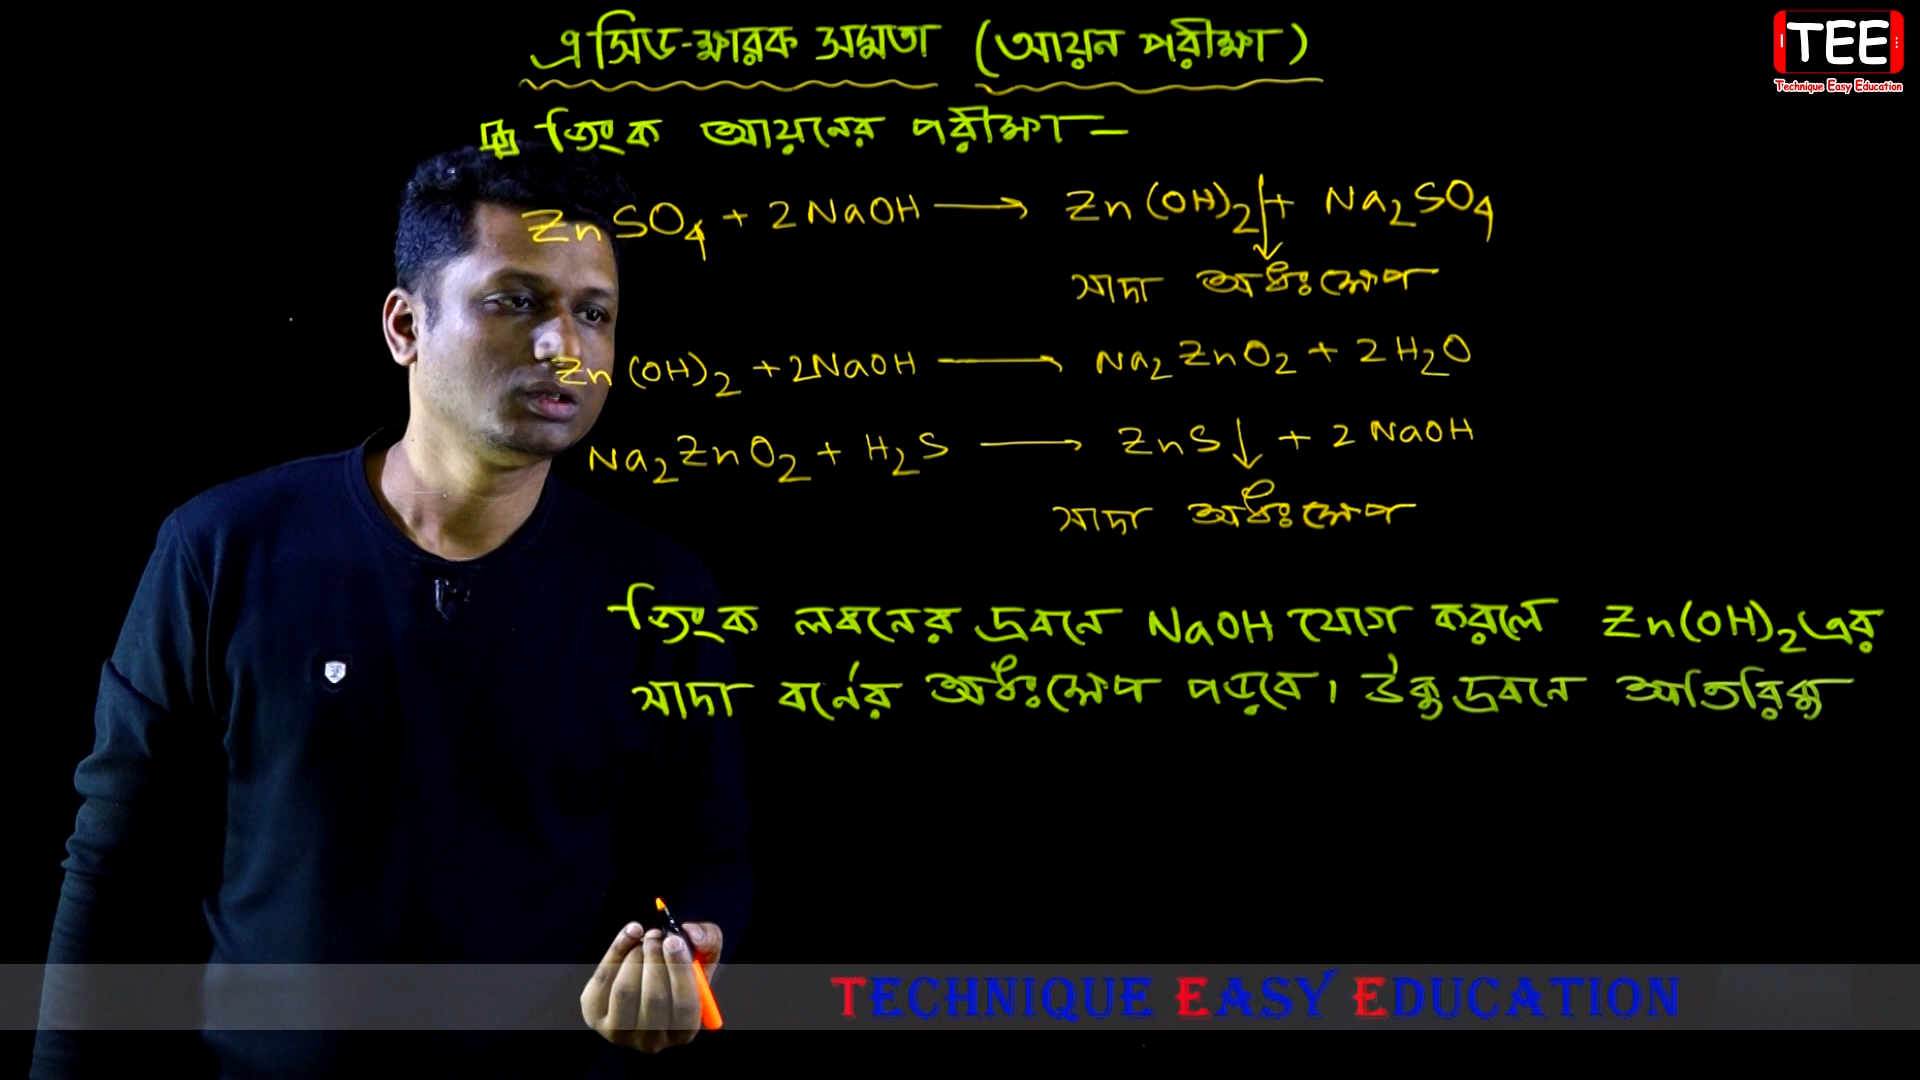 এসিড-ক্ষারক সমতা (আয়ন পরীক্ষা)
TEE
Technique Easy Education
জিংক আয়নের পরীক্ষা-
ZnSO₄ + 2NaOH → Zn(OH)₂↓ + Na₂SO₄
সাদা অধঃক্ষেপ
Zn(OH)₂ + 2NaOH → Na₂ZnO₂ + 2H₂O
Na₂ZnO₂ + H₂S → ZnS↓ + 2NaOH
সাদা অধঃক্ষেপ
জিংক লবনের দ্রবনে NaOH যোগ করলে Zn(OH)₂ এর
সাদা বর্নের অধঃক্ষেপ পড়বে। উক্ত দ্রবনে অতিরিক্ত
TECHNIQUE EASY EDUCATION